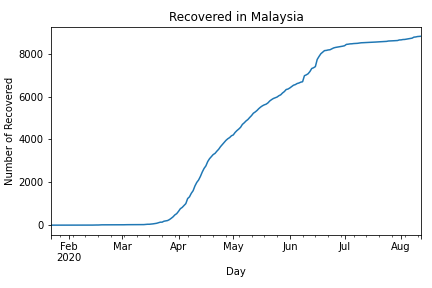 Recovered in Malaysia
Number of Recovered
8000
6000
4000
2000
0
Feb
2020
Mar
Apr
May
Jun
Jul
Aug
Day